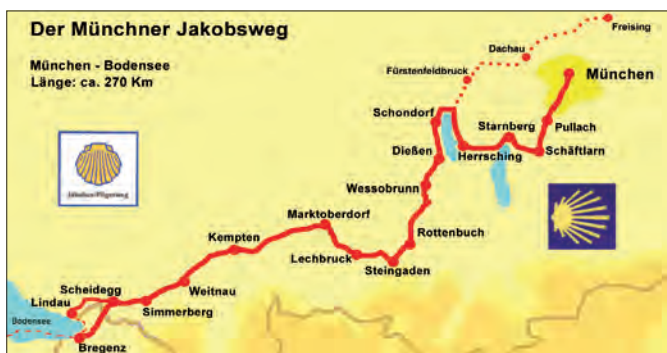 Der Münchner Jakobsweg
München - Bodensee
Länge: ca. 270 Km
Freising
Dachau
Fürstenfeldbruck
München
Schondorf
Starnberg
Pullach
Dießen
Herrsching
Schäftlarn
Wessobrunn
Marktoberdorf
Kempten
Rottenbuch
Lechbruck
Steingaden
Scheidegg
Weitnau
Lindau
Simmerberg
Bodensee
Bregenz